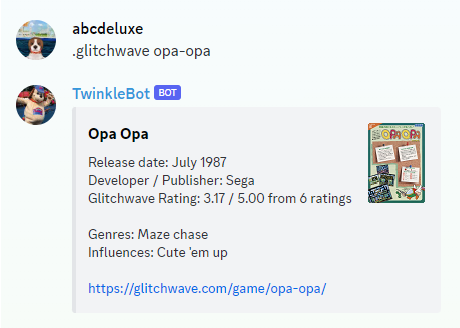 abcdeluxe
.glitchwave opa-opa
TwinkleBot BOT
Opa Opa
Release date: July 1987
Developer / Publisher: Sega
Glitchwave Rating: 3.17 / 5.00 from 6 ratings
Genres: Maze chase
Influences: Cute 'em up
https://glitchwave.com/game/opa-opa/